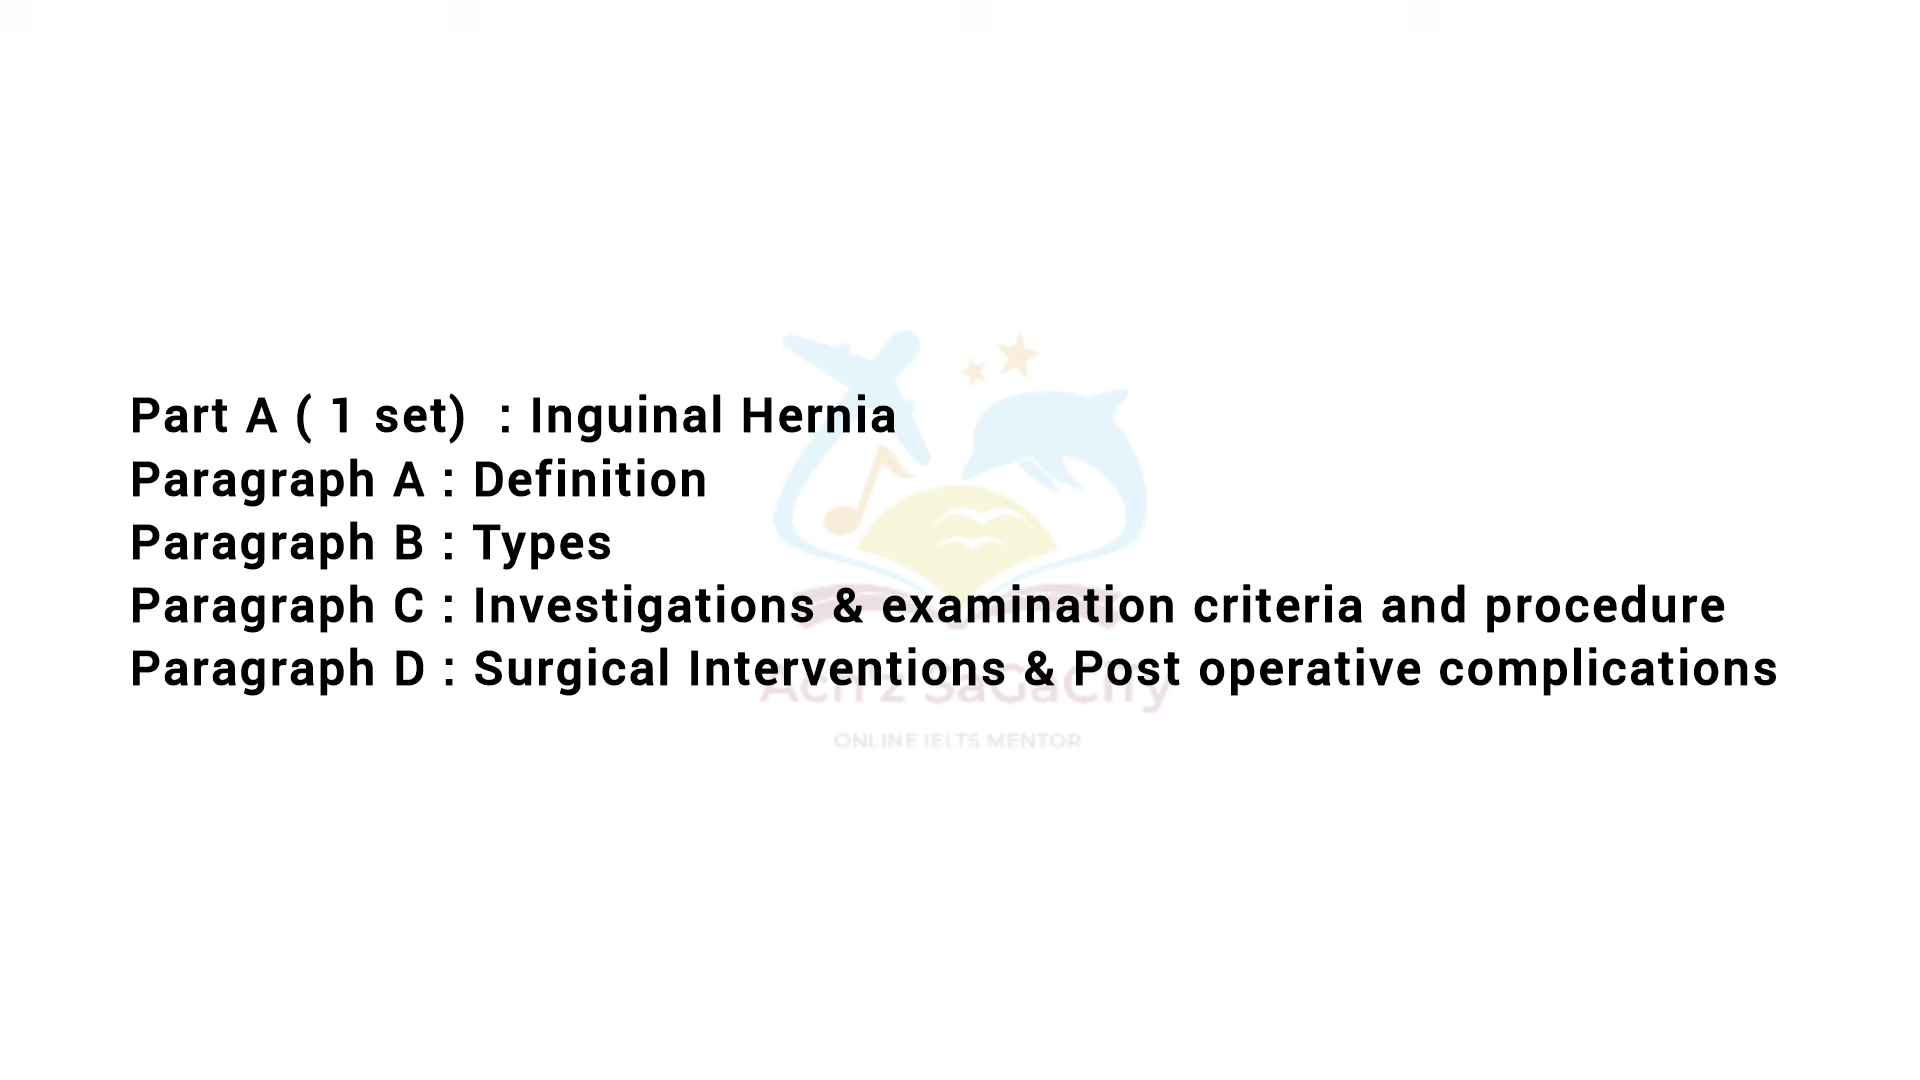 Part A ( 1 set)  : Inguinal Hernia
Paragraph A : Definition
Paragraph B : Types
Paragraph C : Investigations & examination criteria and procedure
Paragraph D : Surgical Interventions & Post operative complications
ONLINE IELTS MENTOR